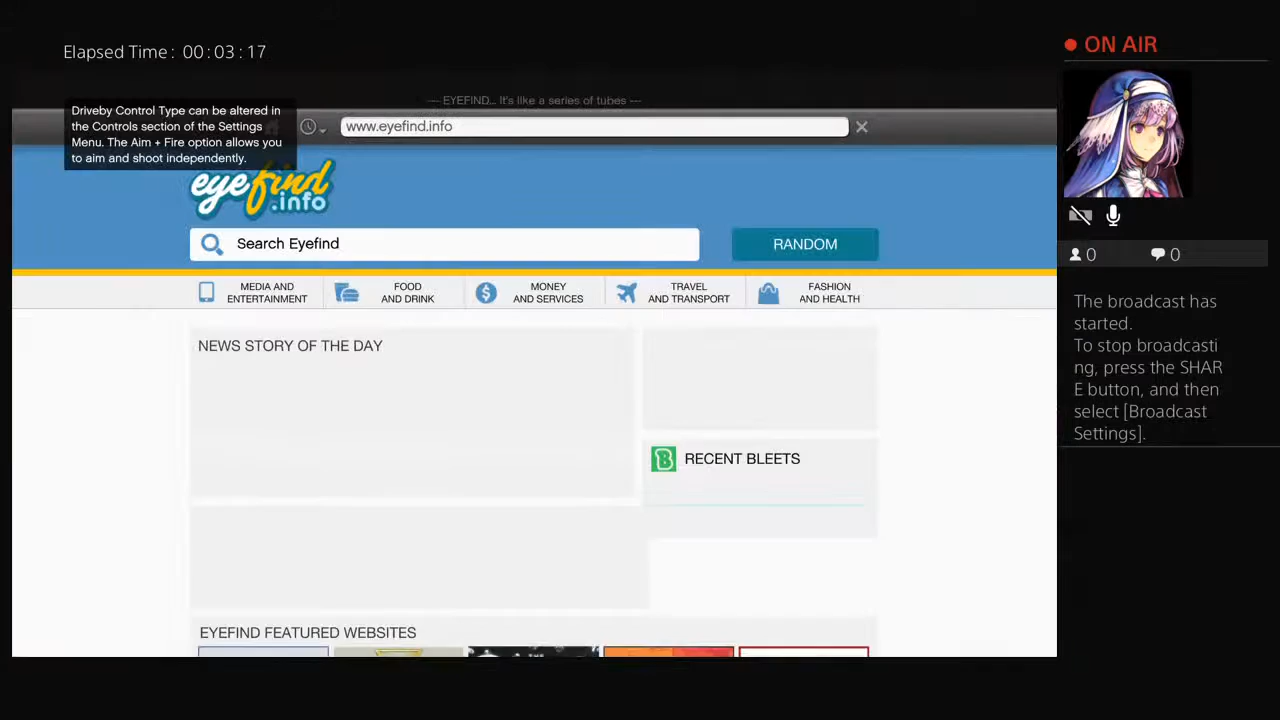 Elapsed Time: 00:03:17
ON AIR
--- EYEFIND... It's like a series of tubes ---
Driveby Control Type can be altered in
the Controls section of the Settings
Menu. The Aim + Fire option allows you
to aim and shoot independently.
www.eyefind.info
eyefind
.info
Search Eyefind
RANDOM
MEDIA AND
ENTERTAINMENT
FOOD
AND DRINK
MONEY
AND SERVICES
TRAVEL
AND TRANSPORT
FASHION
AND HEALTH
NEWS STORY OF THE DAY
B RECENT BLEETS
EYEFIND FEATURED WEBSITES
0
0
The broadcast has
started.
To stop broadcasti
ng, press the SHAR
E button, and then
select [Broadcast
Settings].